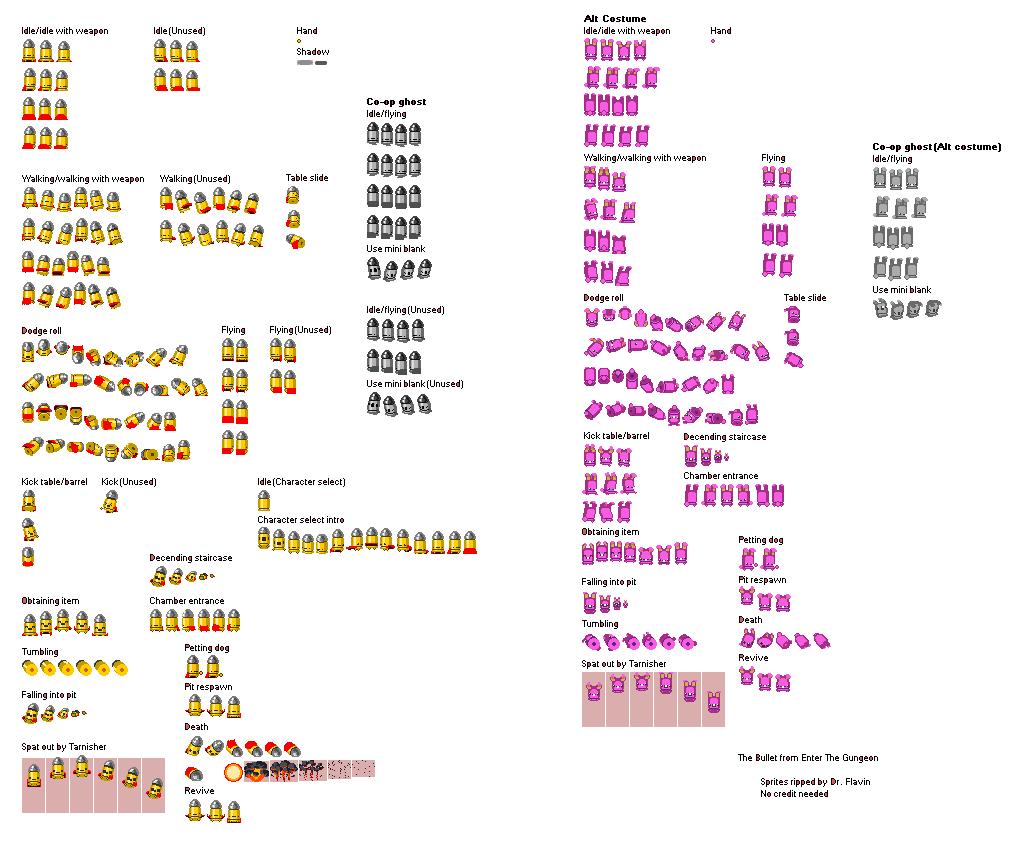 Idle/idle with weapon
Idle(Unused)
Hand
Shadow
Co-op ghost
Idle/flying
Walking/walking with weapon
Walking(Unused)
Table slide
Use mini blank
Idle/flying(Unused)
Dodge roll
Flying
Flying(Unused)
Use mini blank(Unused)
Kick table/barrel
Kick(Unused)
Idle(Character select)
Character select intro
Decending staircase
Obtaining item
Chamber entrance
Tumbling
Petting dog
Pit respawn
Falling into pit
Death
Spat out by Tarnisher
Revive
Alt Costume
Idle/idle with weapon
Hand
Co-op ghost(Alt costume)
Idle/flying
Walking/walking with weapon
Flying
Use mini blank
Dodge roll
Table slide
Kick table/barrel
Decending staircase
Chamber entrance
Obtaining item
Petting dog
Falling into pit
Pit respawn
Tumbling
Death
Spat out by Tarnisher
Revive
The Bullet from Enter The Gungeon
Sprites ripped by Dr. Flavin
No credit needed